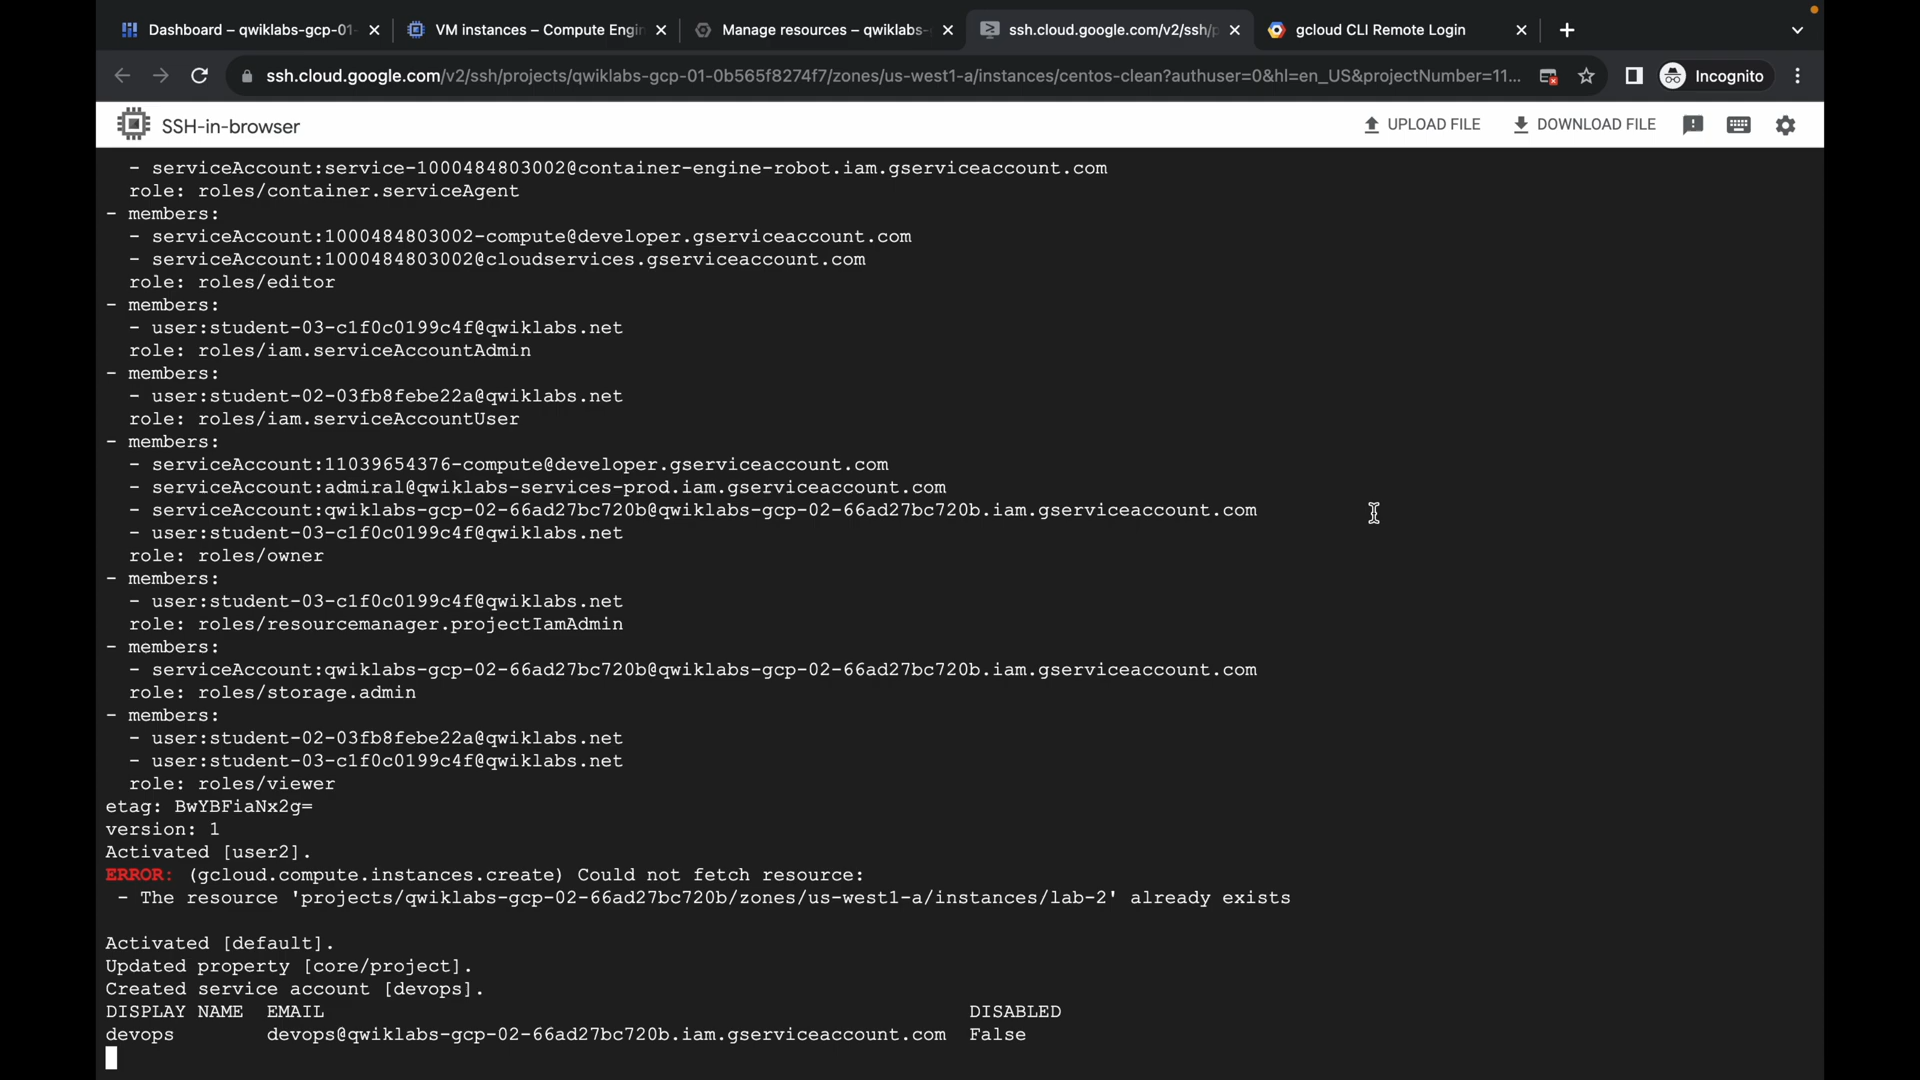 Dashboard – qwiklabs-gcp-01-
VM instances – Compute Engin
Manage resources – qwiklabs-
ssh.cloud.google.com/v2/ssh/p
gcloud CLI Remote Login
ssh.cloud.google.com/v2/ssh/projects/qwiklabs-gcp-01-0b565f8274f7/zones/us-west1-a/instances/centos-clean?authuser=0&hl=en_US&projectNumber=11...
Incognito
SSH-in-browser
UPLOAD FILE
DOWNLOAD FILE
  - serviceAccount:service-1000484803002@container-engine-robot.iam.gserviceaccount.com
  role: roles/container.serviceAgent
- members:
  - serviceAccount:1000484803002-compute@developer.gserviceaccount.com
  - serviceAccount:1000484803002@cloudservices.gserviceaccount.com
  role: roles/editor
- members:
  - user:student-03-c1f0c0199c4f@qwiklabs.net
  role: roles/iam.serviceAccountAdmin
- members:
  - user:student-02-03fb8febe22a@qwiklabs.net
  role: roles/iam.serviceAccountUser
- members:
  - serviceAccount:11039654376-compute@developer.gserviceaccount.com
  - serviceAccount:admiral@qwiklabs-services-prod.iam.gserviceaccount.com
  - serviceAccount:qwiklabs-gcp-02-66ad27bc720b@qwiklabs-gcp-02-66ad27bc720b.iam.gserviceaccount.com
  - user:student-03-c1f0c0199c4f@qwiklabs.net
  role: roles/owner
- members:
  - user:student-03-c1f0c0199c4f@qwiklabs.net
  role: roles/resourcemanager.projectIamAdmin
- members:
  - serviceAccount:qwiklabs-gcp-02-66ad27bc720b@qwiklabs-gcp-02-66ad27bc720b.iam.gserviceaccount.com
  role: roles/storage.admin
- members:
  - user:student-02-03fb8febe22a@qwiklabs.net
  - user:student-03-c1f0c0199c4f@qwiklabs.net
  role: roles/viewer
etag: BwYBFiaNx2g=
version: 1
Activated [user2].
ERROR: (gcloud.compute.instances.create) Could not fetch resource:
 - The resource 'projects/qwiklabs-gcp-02-66ad27bc720b/zones/us-west1-a/instances/lab-2' already exists
Activated [default].
Updated property [core/project].
Created service account [devops].
DISPLAY NAME  EMAIL                                                        DISABLED
devops        devops@qwiklabs-gcp-02-66ad27bc720b.iam.gserviceaccount.com  False